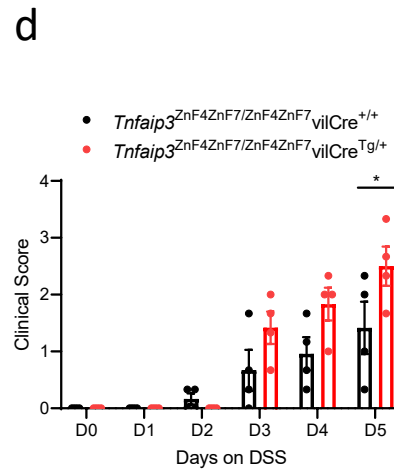 d
Tnfaip3ZnF4ZnF7/ZnF4ZnF7vilCre+/+
Tnfaip3ZnF4ZnF7/ZnF4ZnF7vilCreTg/+
Clinical Score
4
3
2
1
0
*
D0 D1 D2 D3 D4 D5
Days on DSS